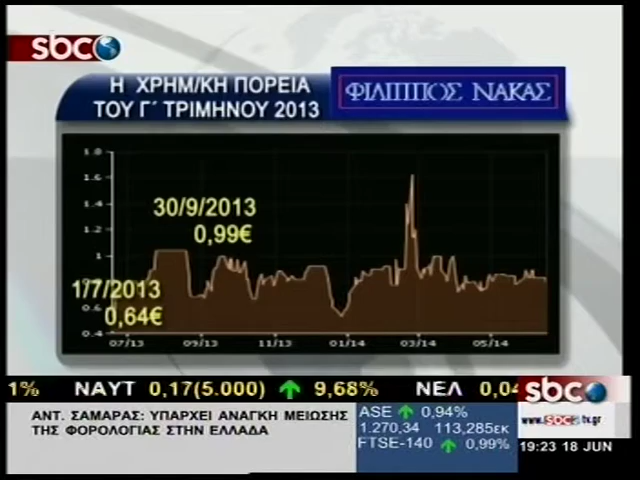 sbc
Η ΧΡΗΜ/ΚΗ ΠΟΡΕΙΑ
ΤΟΥ Γ΄ ΤΡΙΜΗΝΟΥ 2013
ΦΙΛΙΠΠΟΣ ΝΑΚΑΣ
1.8
1.6
1.4
1.2
1
0.4
30/9/2013
0,99€
1/7/2013
0,64€
07/13
09/13
11/13
01/14
03/14
05/14
1% ΝΑΥΤ 0,17(5.000) 9,68% ΝΕΛ
sbc
ΑΝΤ. ΣΑΜΑΡΑΣ: ΥΠΑΡΧΕΙ ΑΝΑΓΚΗ ΜΕΙΩΣΗΣ
ΤΗΣ ΦΟΡΟΛΟΓΙΑΣ ΣΤΗΝ ΕΛΛΑΔΑ
ASE 0,94%
1.270,34 113,285εκ
FTSE-140 0,99%
www.sbctv.gr
19:23 18 JUN